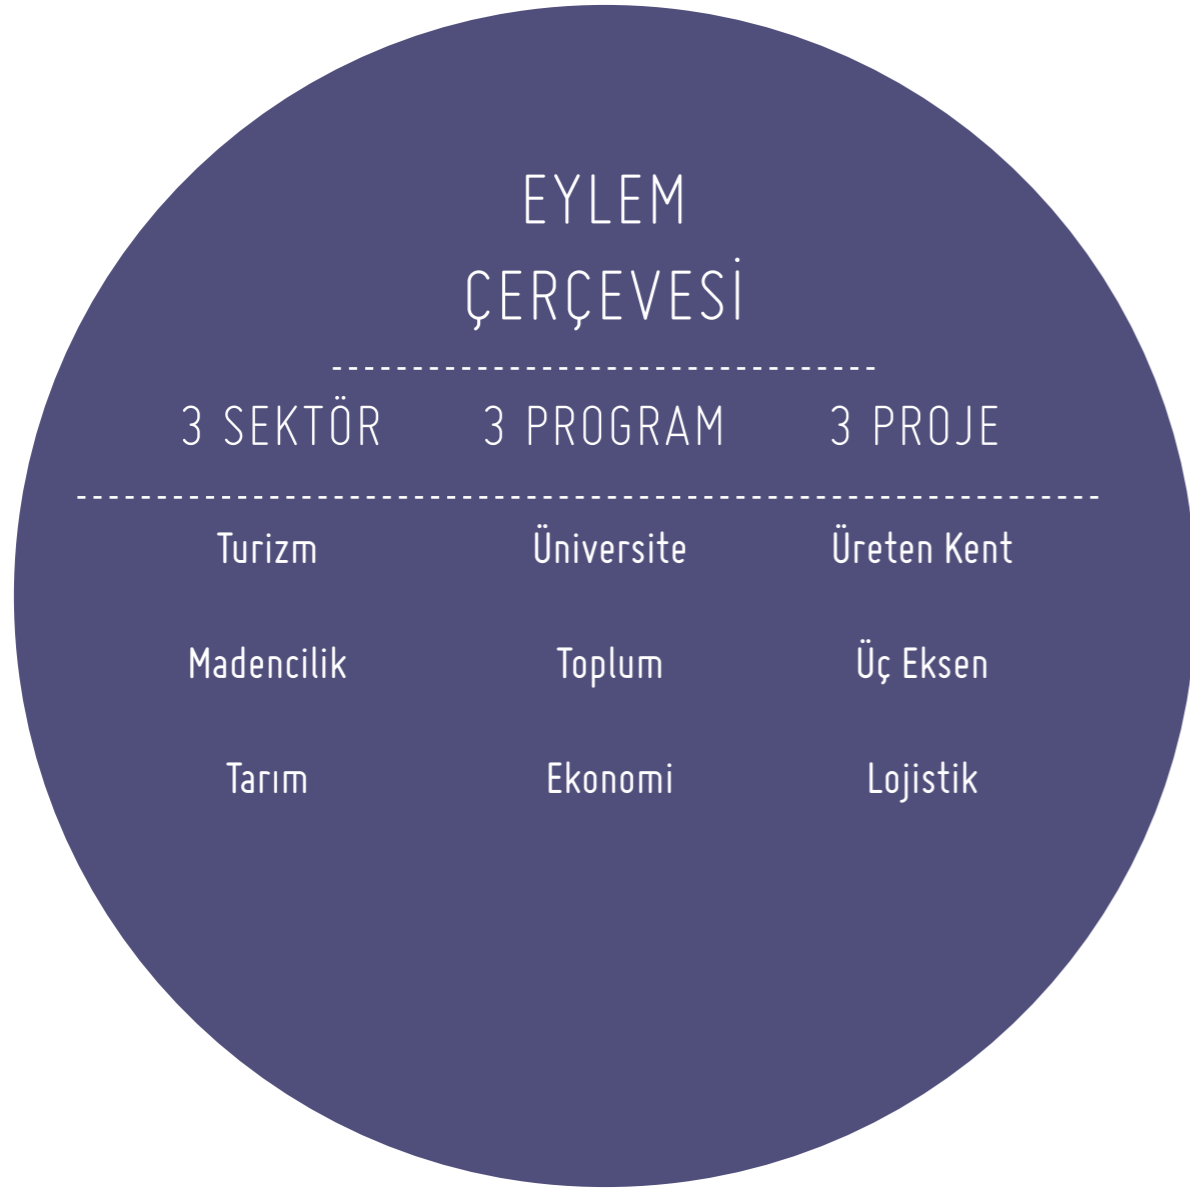 EYLEM
ÇERÇEVESİ
3 SEKTÖR 3 PROGRAM 3 PROJE
Turizm Üniversite Üreten Kent
Madencilik Toplum Üç Eksen
Tarım Ekonomi Lojistik